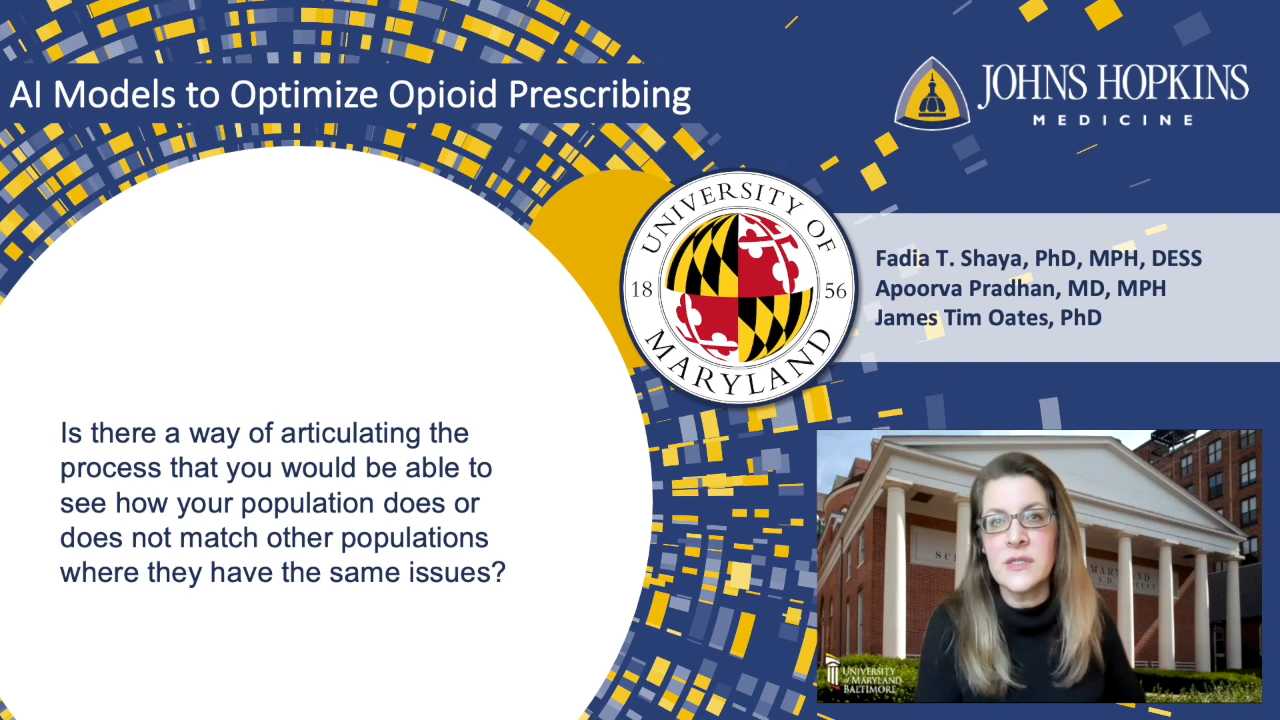 AI Models to Optimize Opioid Prescribing
JOHNS HOPKINS
MEDICINE
UNIVERSITY OF
18 56
MARYLAND
Fadia T. Shaya, PhD, MPH, DESS
Apoorva Pradhan, MD, MPH
James Tim Oates, PhD
Is there a way of articulating the
process that you would be able to
see how your population does or
does not match other populations
where they have the same issues?
MARYLAND
UNIVERSITY
of MARYLAND
BALTIMORE